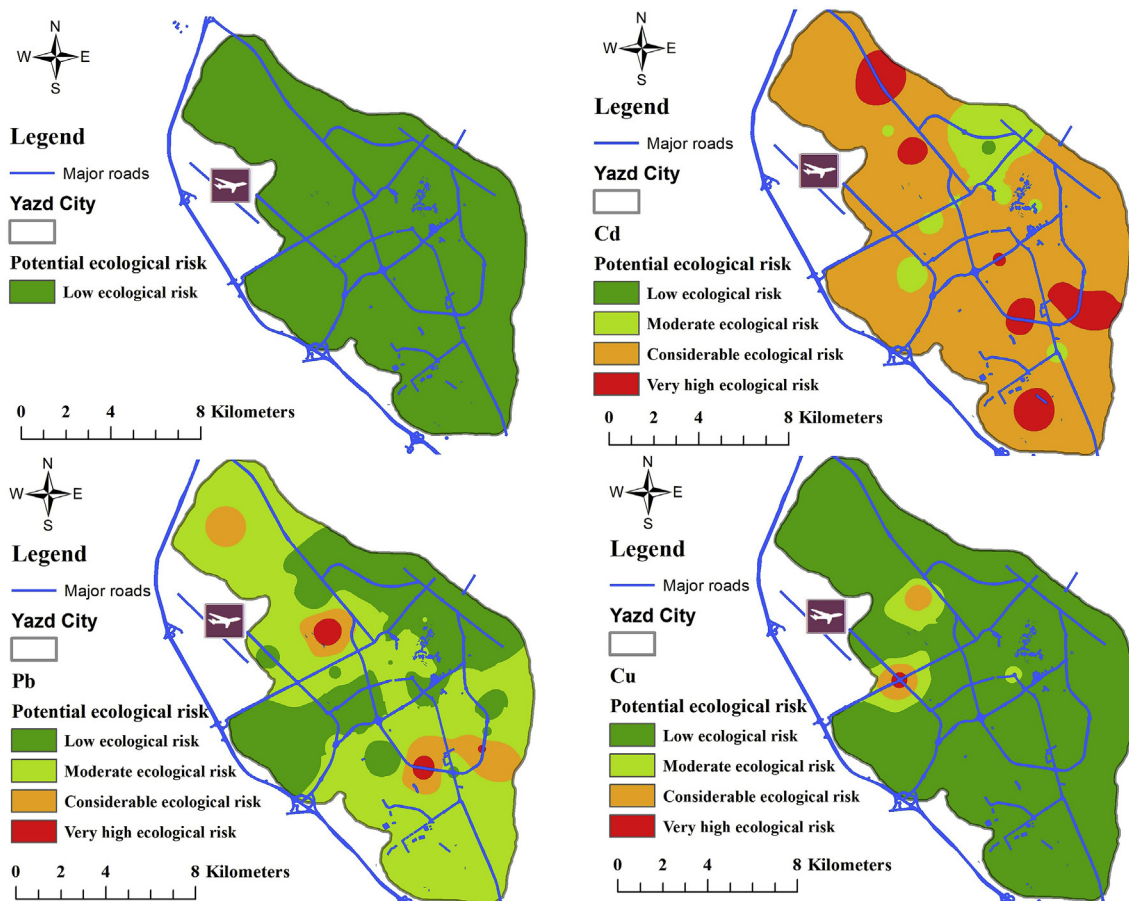 N
W E
S
Legend
Major roads
Yazd City
Potential ecological risk
Low ecological risk
0 2 4 8 Kilometers
N
W E
S
Legend
Major roads
Yazd City
Cd
Potential ecological risk
Low ecological risk
Moderate ecological risk
Considerable ecological risk
Very high ecological risk
0 2 4 8 Kilometers
N
W E
S
Legend
Major roads
Yazd City
Pb
Potential ecological risk
Low ecological risk
Moderate ecological risk
Considerable ecological risk
Very high ecological risk
0 2 4 8 Kilometers
N
W E
S
Legend
Major roads
Yazd City
Cu
Potential ecological risk
Low ecological risk
Moderate ecological risk
Considerable ecological risk
Very high ecological risk
0 2 4 8 Kilometers